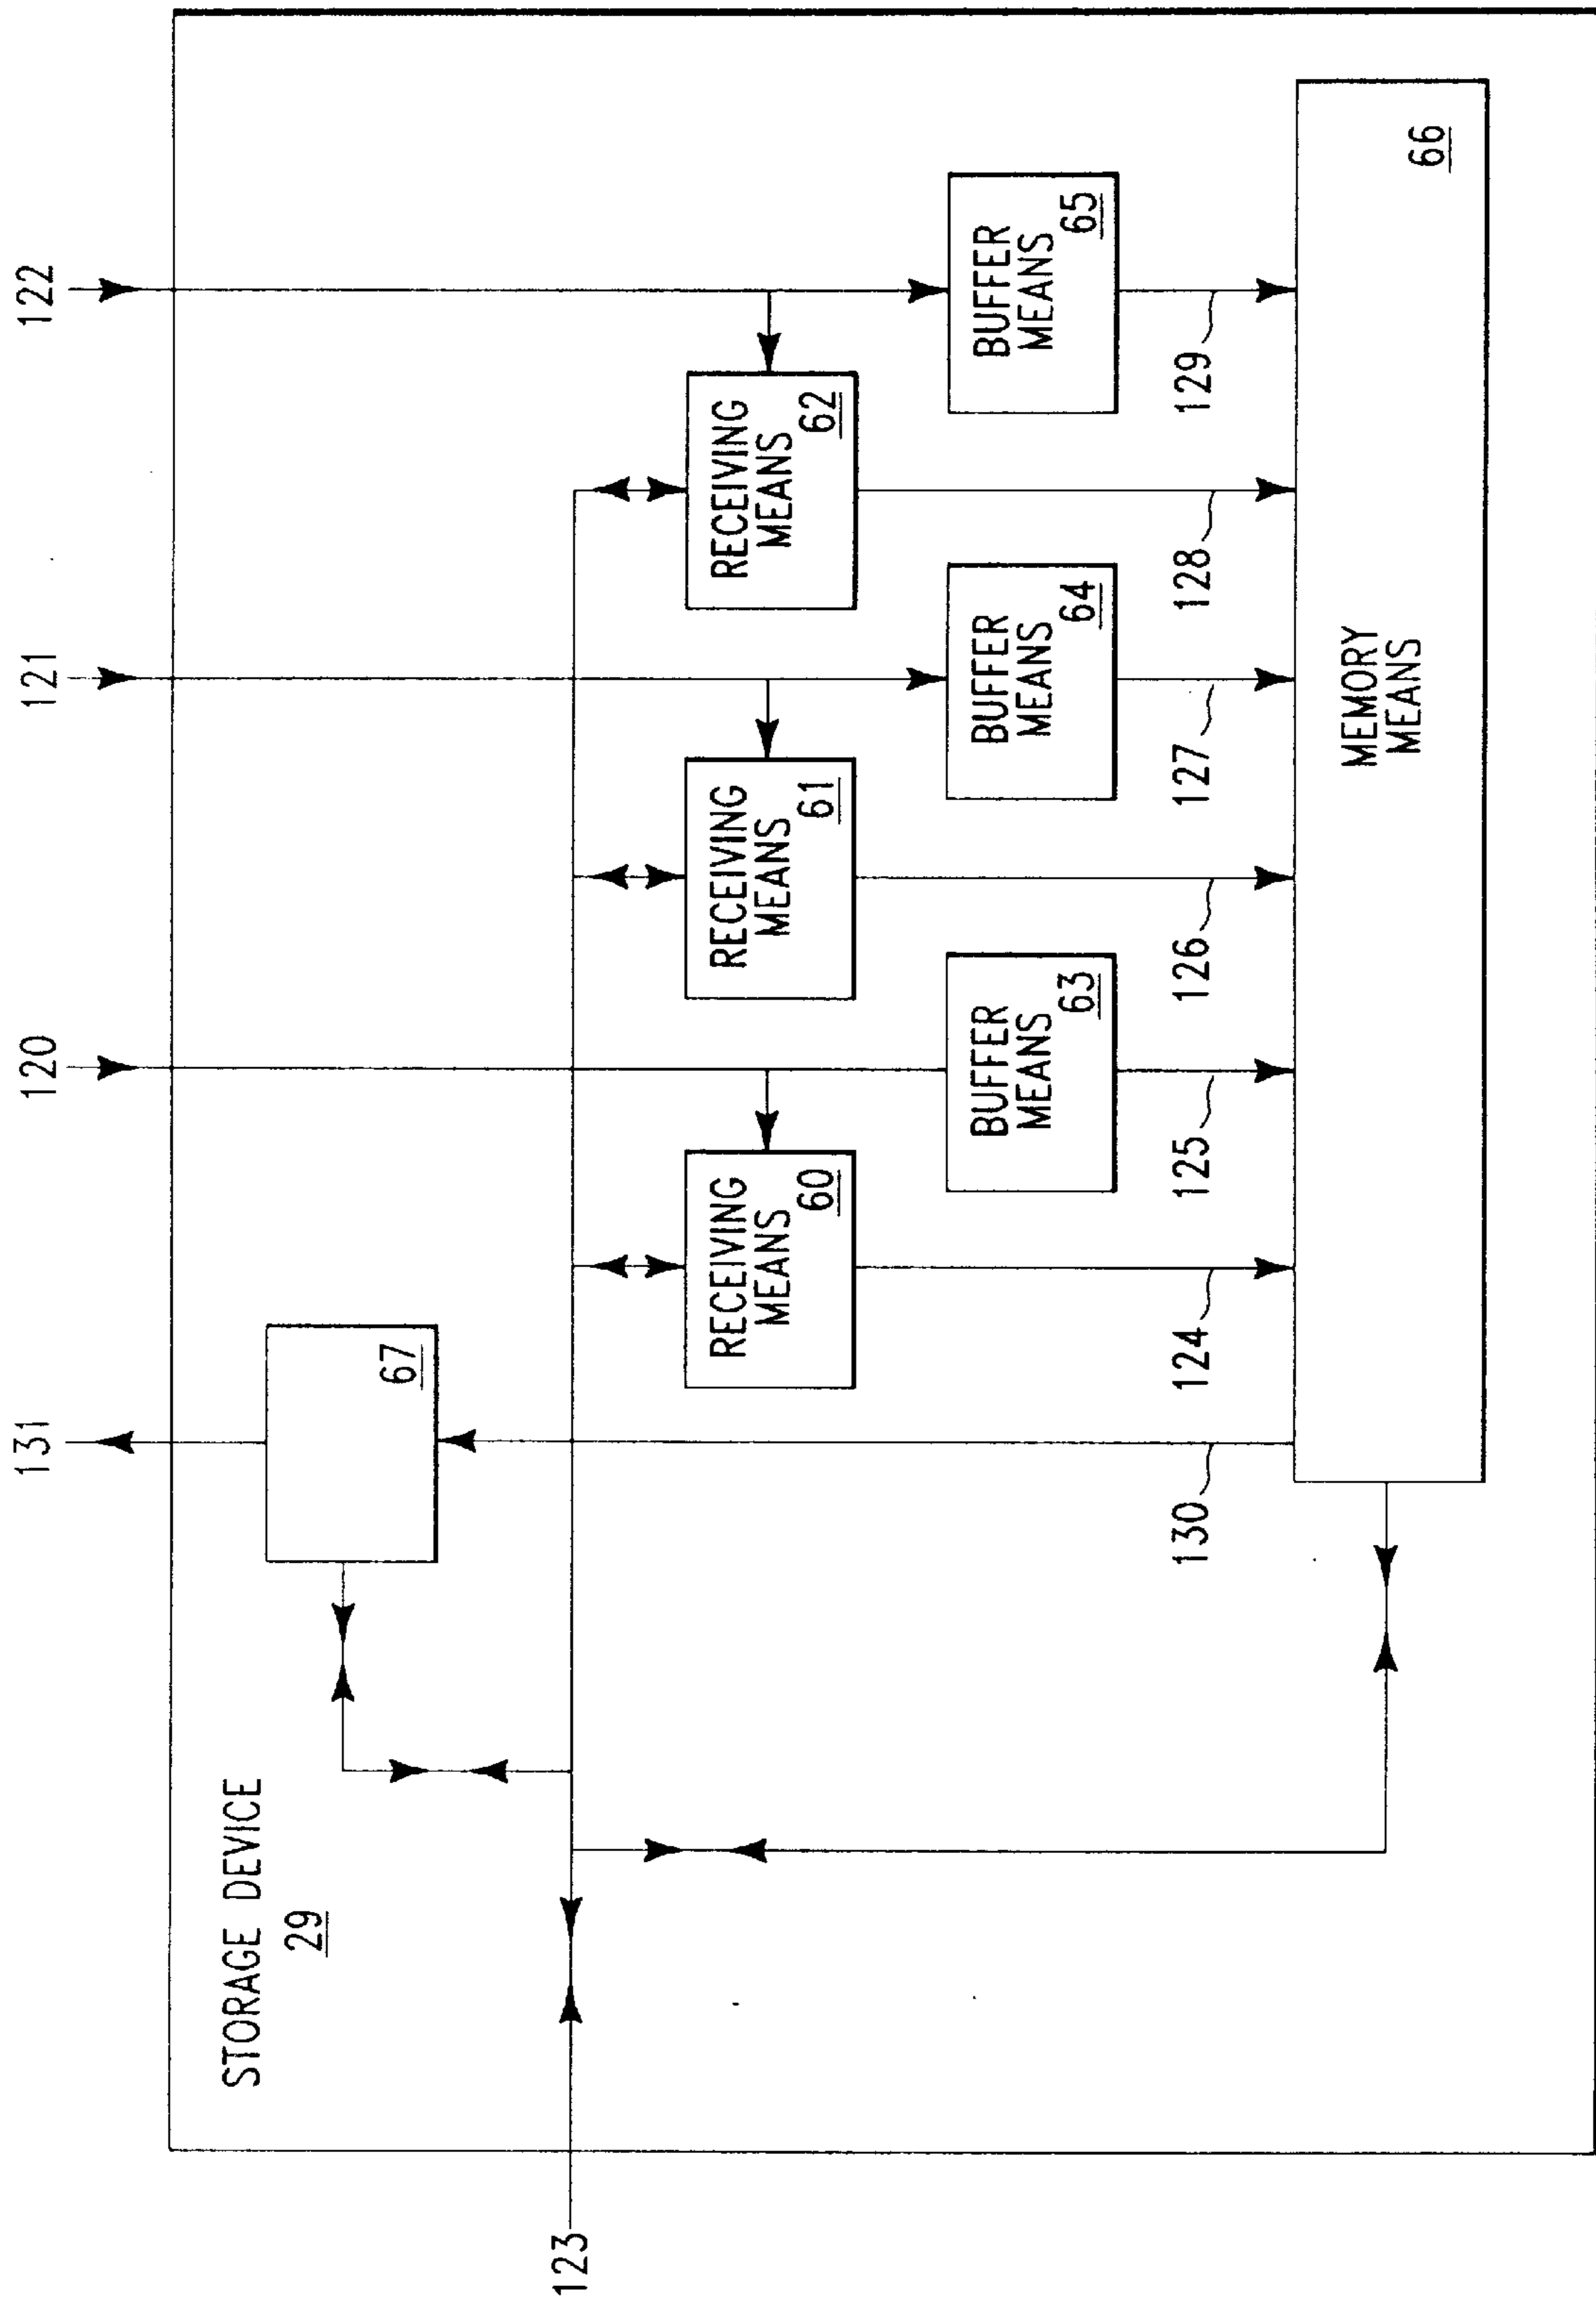 STORAGE DEVICE
29
123
131
120
121
122
67
RECEIVING
MEANS
60
RECEIVING
MEANS
61
RECEIVING
MEANS
62
BUFFER
MEANS
63
BUFFER
MEANS
64
BUFFER
MEANS
65
130
124
125
126
127
128
129
MEMORY
MEANS
66